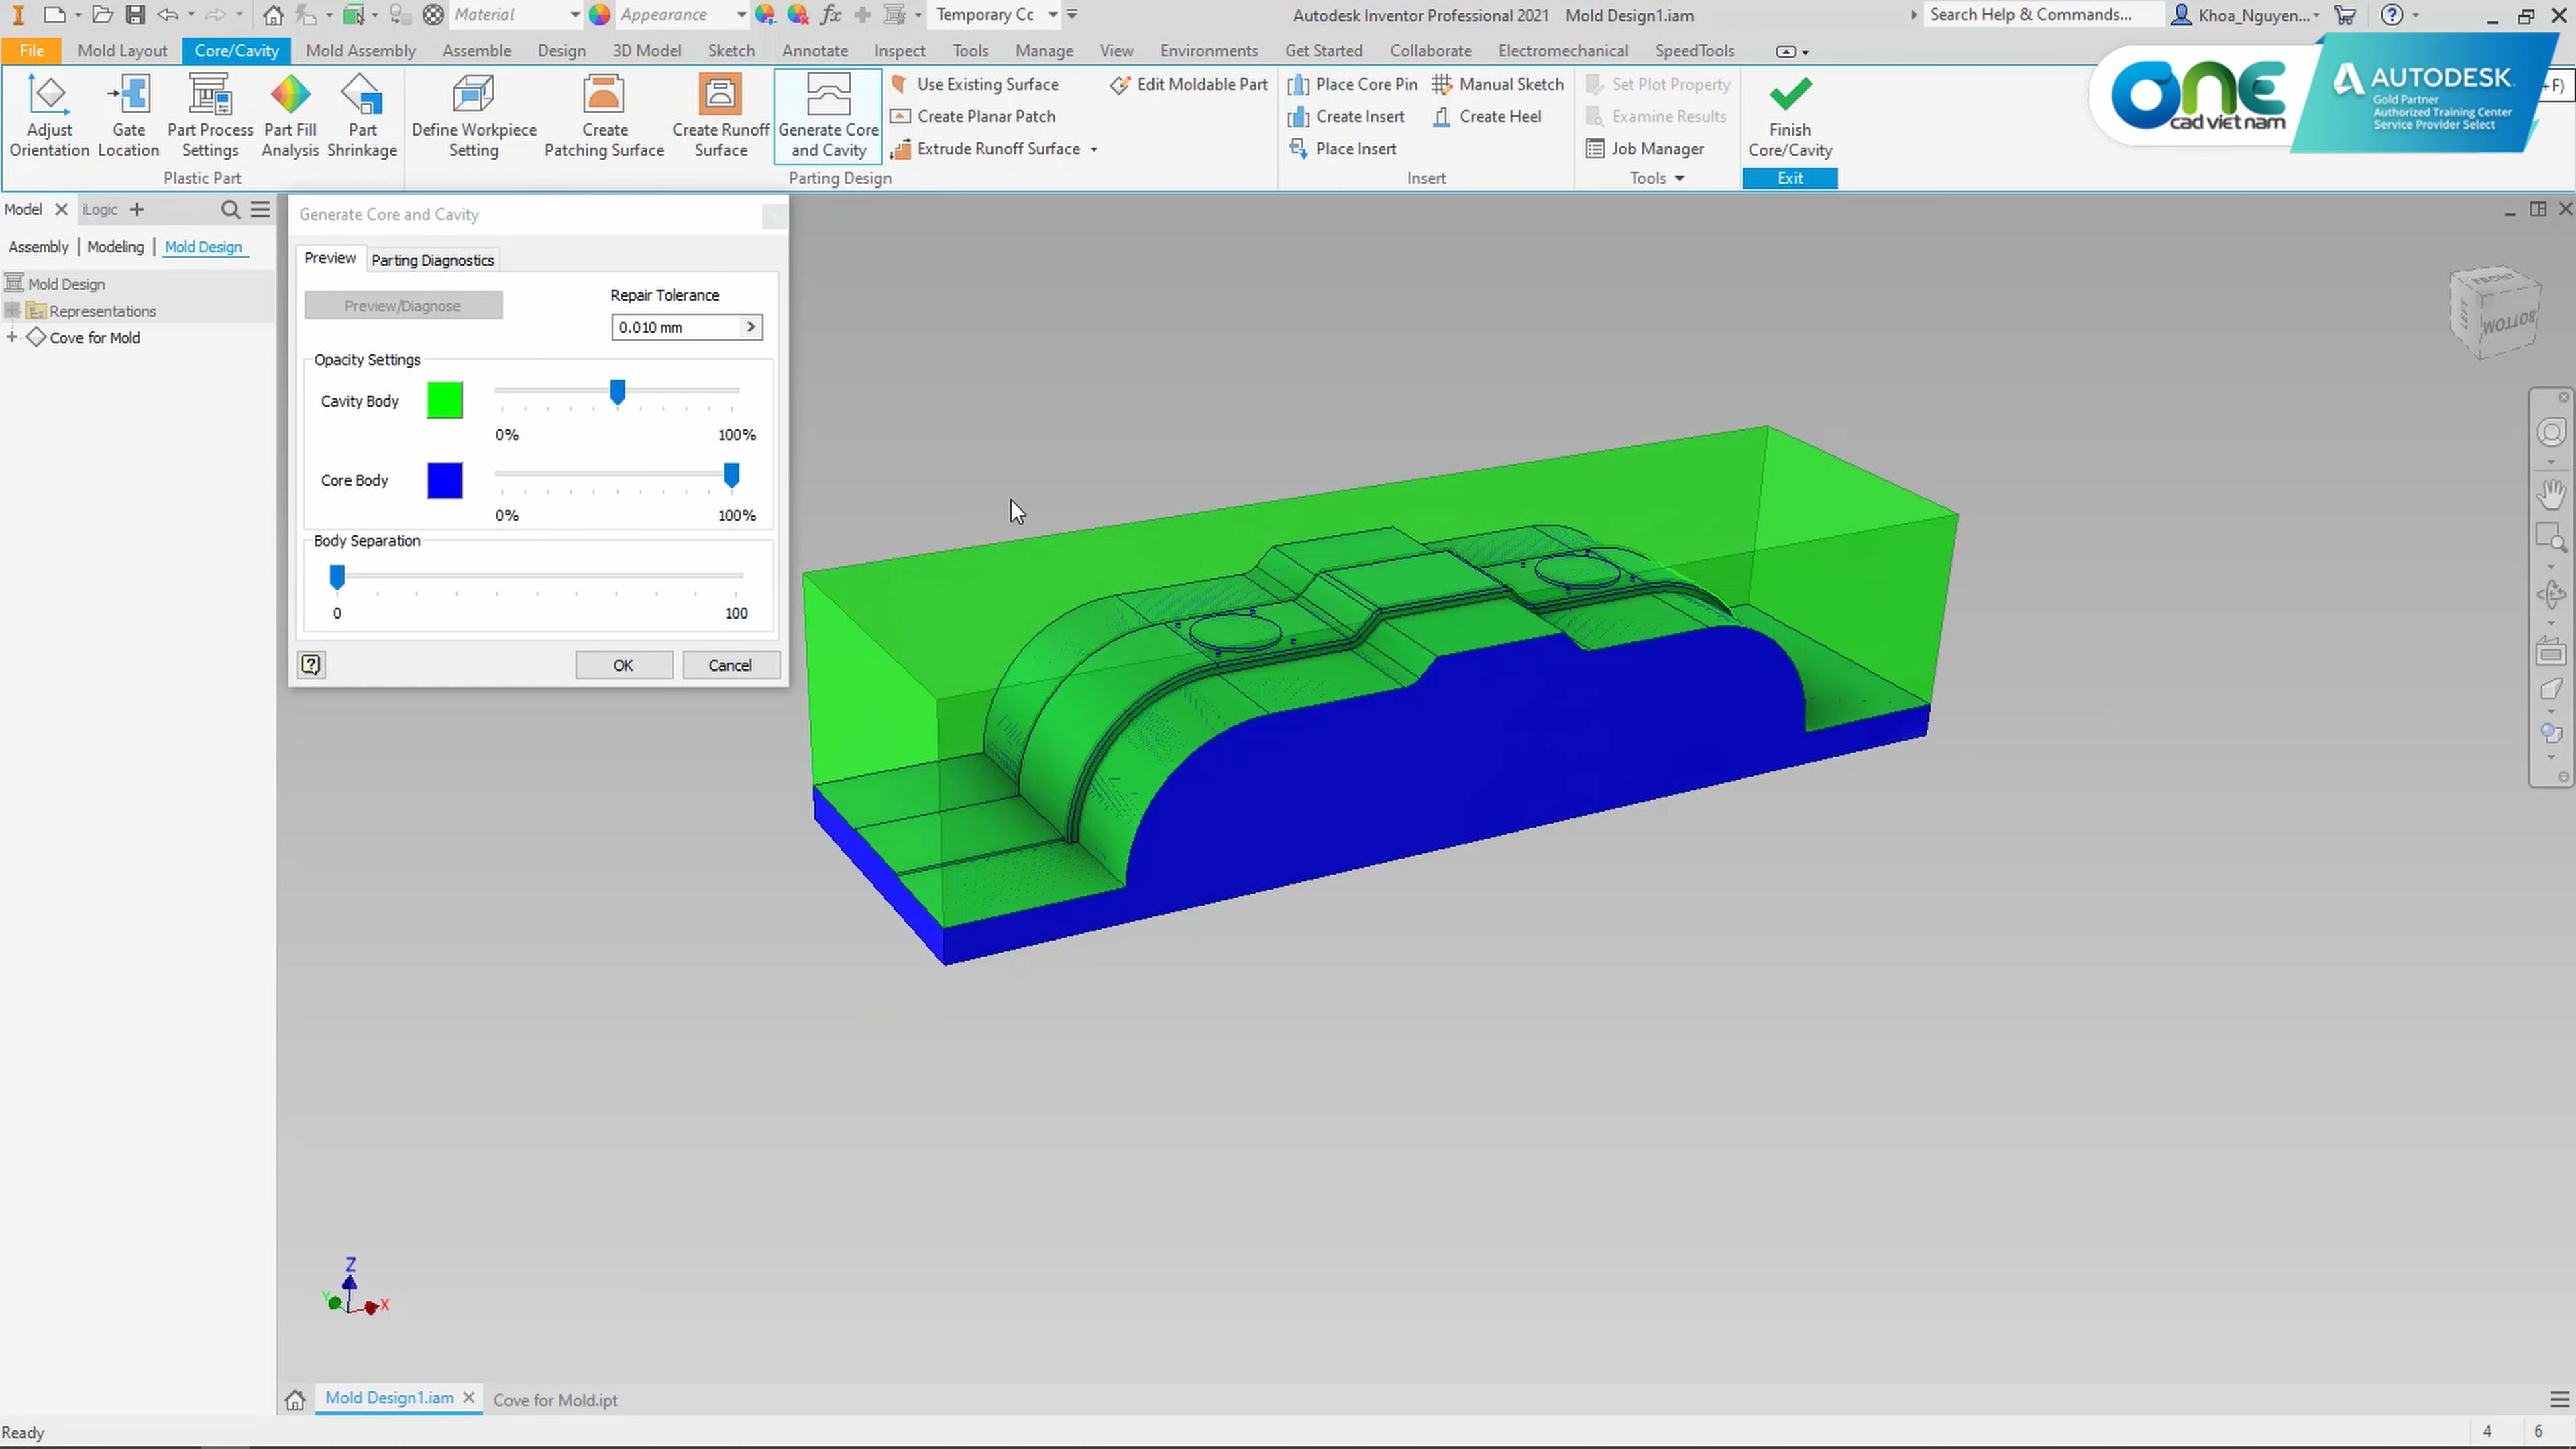 Material
Appearance
fx
Temporary Cc
Autodesk Inventor Professional 2021 Mold Design1.iam
Search Help & Commands...
Khoa_Nguyen...
File
Mold Layout
Core/Cavity
Mold Assembly
Assemble
Design
3D Model
Sketch
Annotate
Inspect
Tools
Manage
View
Environments
Get Started
Collaborate
Electromechanical
SpeedTools
Adjust
Orientation
Gate
Location
Part Process
Settings
Part Fill
Analysis
Part
Shrinkage
Plastic Part
Define Workpiece
Setting
Create
Patching Surface
Create Runoff
Surface
Generate Core
and Cavity
Use Existing Surface
Create Planar Patch
Extrude Runoff Surface
Edit Moldable Part
Parting Design
Place Core Pin
Create Insert
Place Insert
Manual Sketch
Create Heel
Insert
Set Plot Property
Examine Results
Job Manager
Tools
Finish
Core/Cavity
Exit
one
cad việt nam
AUTODESK.
Gold Partner
Authorized Training Center
Service Provider Select
+F)
Model
iLogic
Assembly | Modeling | Mold Design
Mold Design
Representations
Cove for Mold
Generate Core and Cavity
Preview
Parting Diagnostics
Preview/Diagnose
Repair Tolerance
0.010 mm
Opacity Settings
Cavity Body
0%
100%
Core Body
0%
100%
Body Separation
0
100
OK
Cancel
FRONT
LEFT
BOTTOM
Z
Y
X
Mold Design1.iam
Cove for Mold.ipt
Ready
4
6